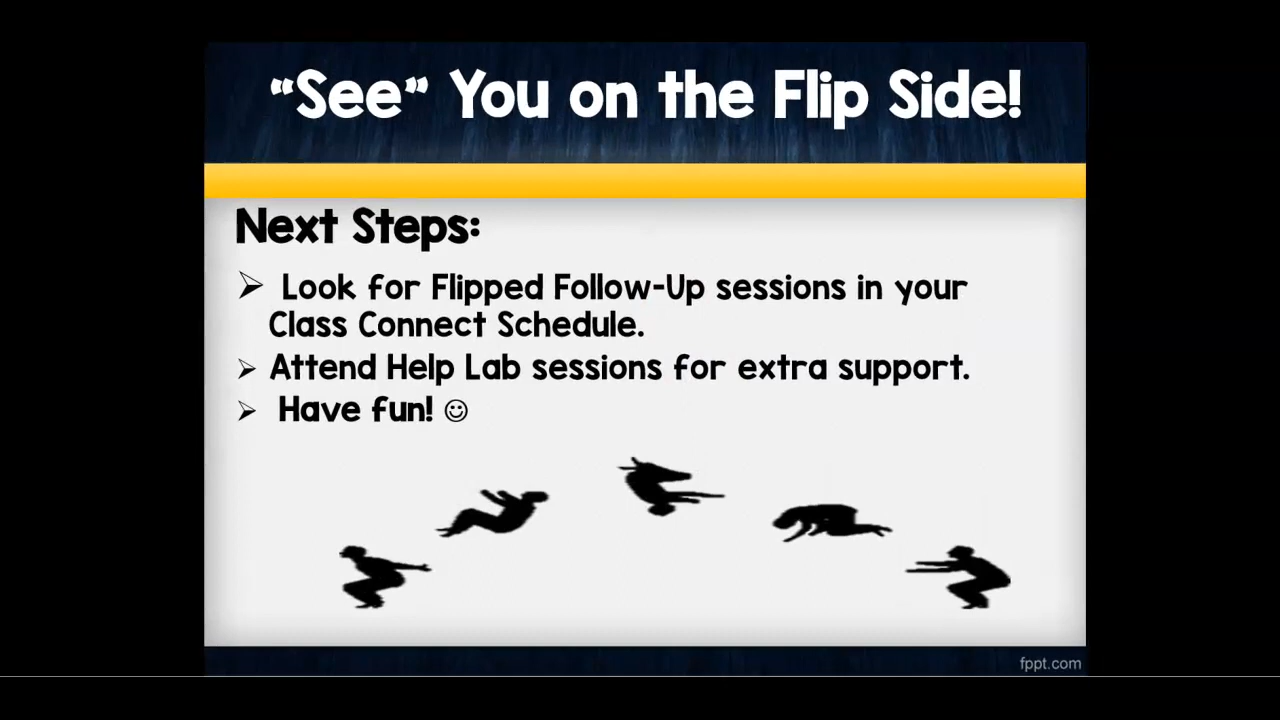 “See” You on the Flip Side!
Next Steps:
➢ Look for Flipped Follow-Up sessions in your
Class Connect Schedule.
➢ Attend Help Lab sessions for extra support.
➢ Have fun! ☺
fppt.com